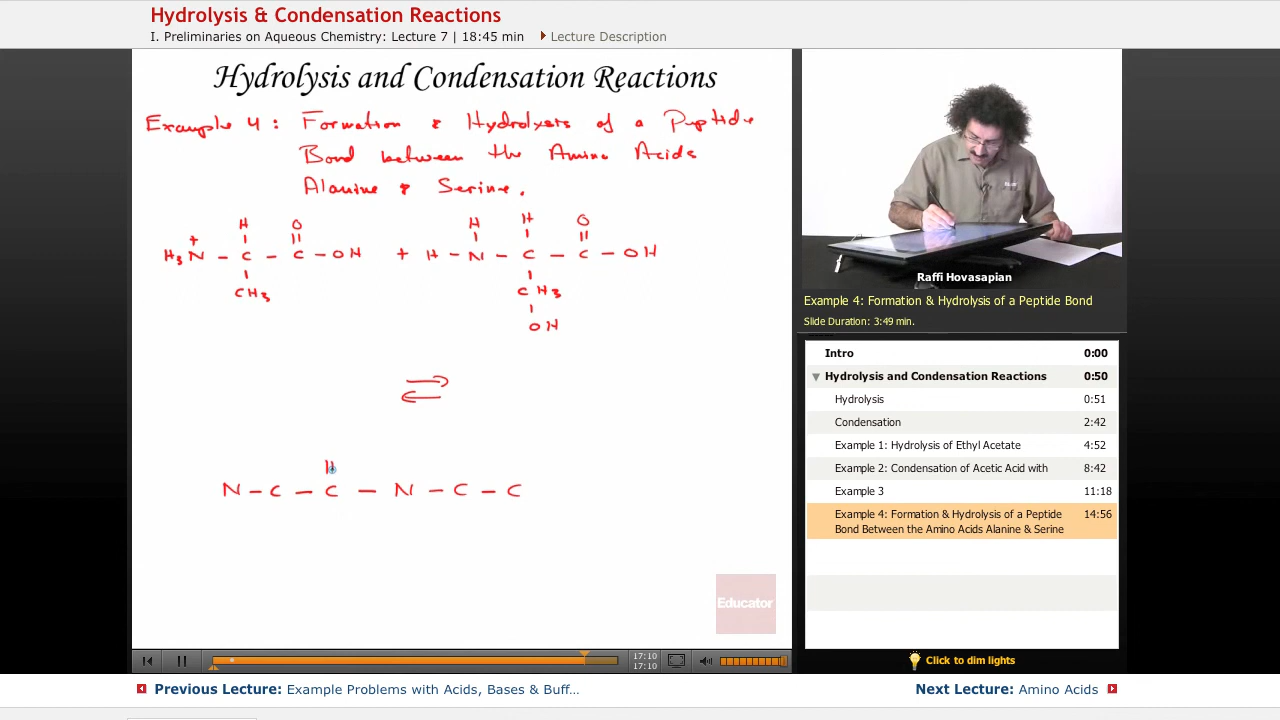 Hydrolysis & Condensation Reactions
I. Preliminaries on Aqueous Chemistry: Lecture 7 | 18:45 min
Lecture Description
Hydrolysis and Condensation Reactions
Example 4 : Formation & Hydrolysis of a Peptide
Bond between the Amino Acids
Alanine & Serine.
H O H H O
+ | || | | ||
H3N - C - C - OH + H - N - C - C - OH
| |
CH3 CH3
|
OH
⇌
N - C - C - N - C - C
Raffi Hovasapian
Example 4: Formation & Hydrolysis of a Peptide Bond
Slide Duration: 3:49 min.
Intro 0:00
Hydrolysis and Condensation Reactions 0:50
Hydrolysis 0:51
Condensation 2:42
Example 1: Hydrolysis of Ethyl Acetate 4:52
Example 2: Condensation of Acetic Acid with 8:42
Example 3 11:18
Example 4: Formation & Hydrolysis of a Peptide 14:56
Bond Between the Amino Acids Alanine & Serine
Educator
17:10
17:10
Click to dim lights
Previous Lecture: Example Problems with Acids, Bases & Buff...
Next Lecture: Amino Acids